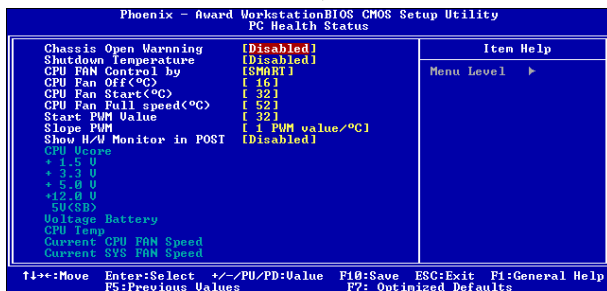 Phoenix - Award WorkstationBIOS CMOS Setup Utility
PC Health Status
Chassis Open Warnning [Disabled]
Shutdown Temperature [Disabled]
CPU FAN Control by [SMART]
CPU Fan Off(ºC) [ 16]
CPU Fan Start(ºC) [ 32]
CPU Fan Full speed(ºC) [ 52]
Start PWM Value [ 32]
Slope PWM [ 1 PWM value/ºC]
Show H/W Monitor in POST [Disabled]
CPU Vcore
+ 1.5 V
+ 3.3 V
+ 5.0 V
+12.0 V
5V(SB)
Voltage Battery
CPU Temp
Current CPU FAN Speed
Current SYS FAN Speed
Item Help
Menu Level ►
↑↓→←:Move Enter:Select +/-/PU/PD:Value F10:Save ESC:Exit F1:General Help
F5:Previous Values F7: Optimized Defaults